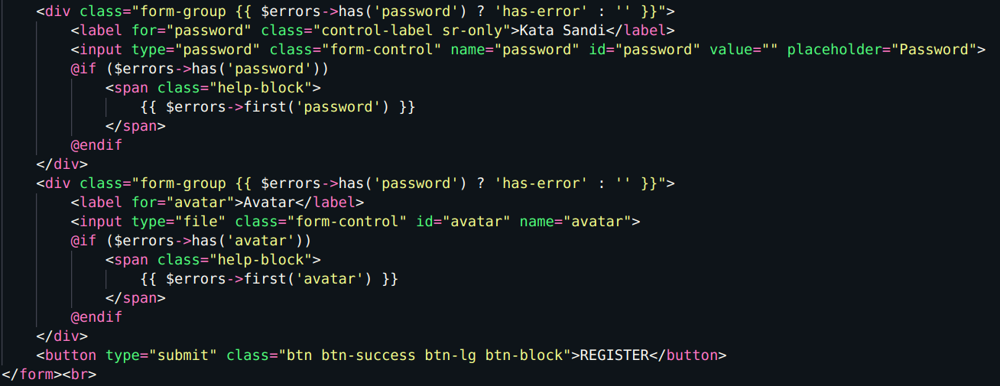 <div class="form-group {{ $errors->has('password') ? 'has-error' : '' }}">
<label for="password" class="control-label sr-only">Kata Sandi</label>
<input type="password" class="form-control" name="password" id="password" value="" placeholder="Password">
@if ($errors->has('password'))
<span class="help-block">
{{ $errors->first('password') }}
</span>
@endif
</div>
<div class="form-group {{ $errors->has('password') ? 'has-error' : '' }}">
<label for="avatar">Avatar</label>
<input type="file" class="form-control" id="avatar" name="avatar">
@if ($errors->has('avatar'))
<span class="help-block">
{{ $errors->first('avatar') }}
</span>
@endif
</div>
<button type="submit" class="btn btn-success btn-lg btn-block">REGISTER</button>
</form><br>